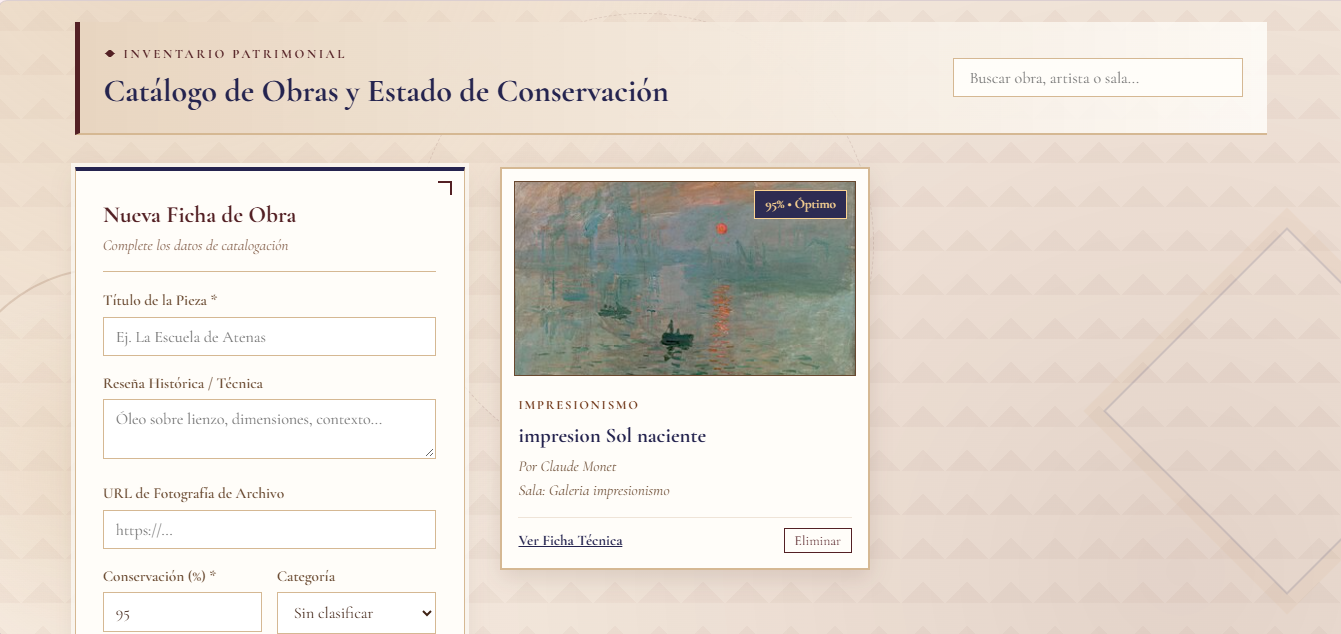 INVENTARIO PATRIMONIAL
Catálogo de Obras y Estado de Conservación
Buscar obra, artista o sala...
Nueva Ficha de Obra
Complete los datos de catalogación
Título de la Pieza *
Ej. La Escuela de Atenas
Reseña Histórica / Técnica
Óleo sobre lienzo, dimensiones, contexto...
URL de Fotografía de Archivo
https://...
Conservación (%) *
Categoría
95
Sin clasificar
95% • Óptimo
IMPRESIONISMO
impresion Sol naciente
Por Claude Monet
Sala: Galeria impresionismo
Ver Ficha Técnica
Eliminar